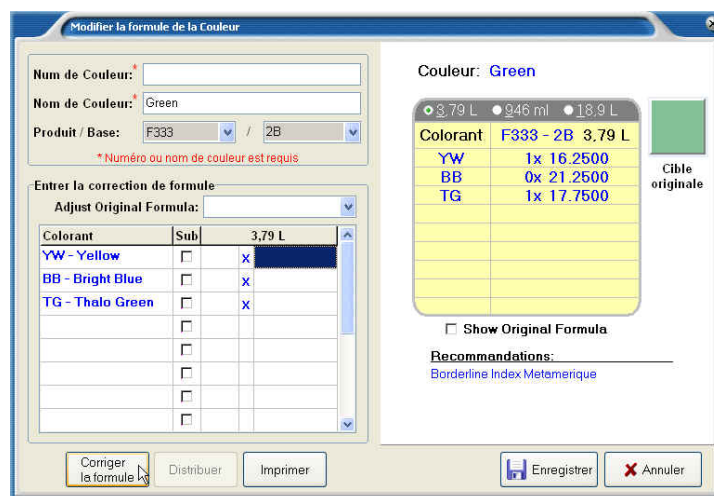 Modifier la formule de la Couleur
Num de Couleur:*
Nom de Couleur:* Green
Produit / Base: F333 / 2B
* Numéro ou nom de couleur est requis
Entrer la correction de formule
Adjust Original Formula:
Colorant Sub 3,79 L
YW - Yellow x
BB - Bright Blue x
TG - Thalo Green x
Corriger
la formule
Distribuer
Imprimer
Couleur: Green
3,79 L 946 ml 18,9 L
Colorant F333 - 2B 3,79 L
YW 1x 16.2500
BB 0x 21.2500
TG 1x 17.7500
Cible
originale
Show Original Formula
Recommandations:
Borderline Index Metamerique
Enregistrer
Annuler